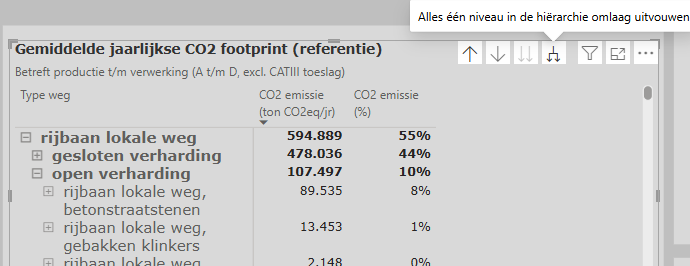 Alles één niveau in de hiërarchie omlaag uitvouwen
Gemiddelde jaarlijkse CO2 footprint (referentie)
Betreft productie t/m verwerking (A t/m D, excl. CATIII toeslag)
Type weg CO2 emissie CO2 emissie
(ton CO2eq/jr) (%)
rijbaan lokale weg 594.889 55%
gesloten verharding 478.036 44%
open verharding 107.497 10%
rijbaan lokale weg, 89.535 8%
betonstraatstenen
rijbaan lokale weg, 13.453 1%
gebakken klinkers
rijbaan lokale weg, 2.148 0%